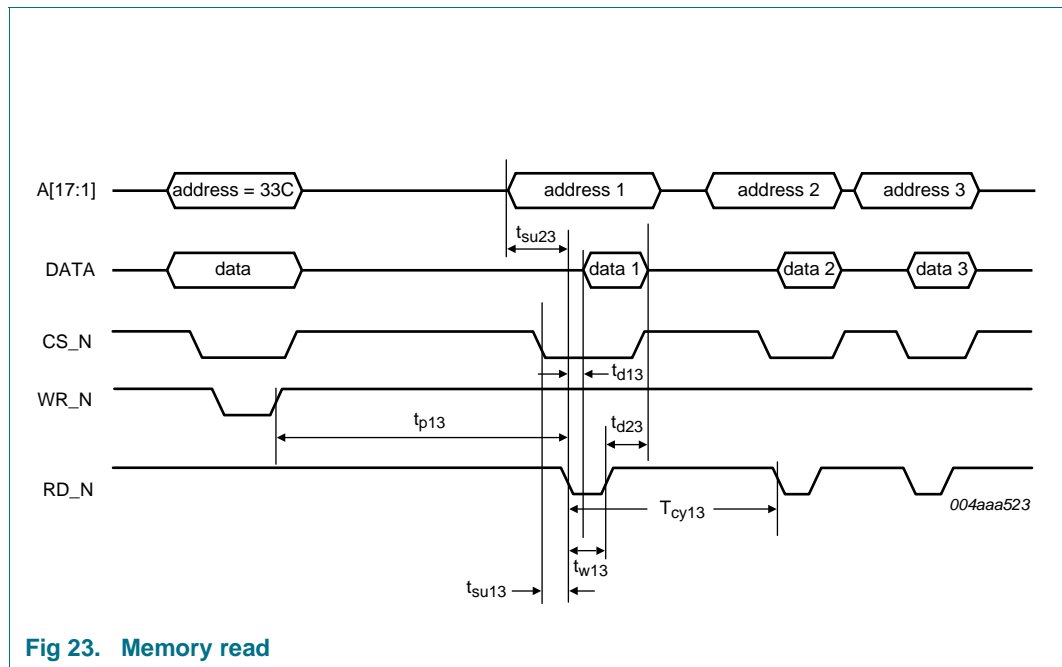 A[17:1]
address = 33C
address 1
address 2
address 3
tsu23
DATA
data
data 1
data 2
data 3
CS_N
td13
WR_N
tp13
td23
RD_N
Tcy13
004aaa523
tw13
tsu13
Fig 23. Memory read